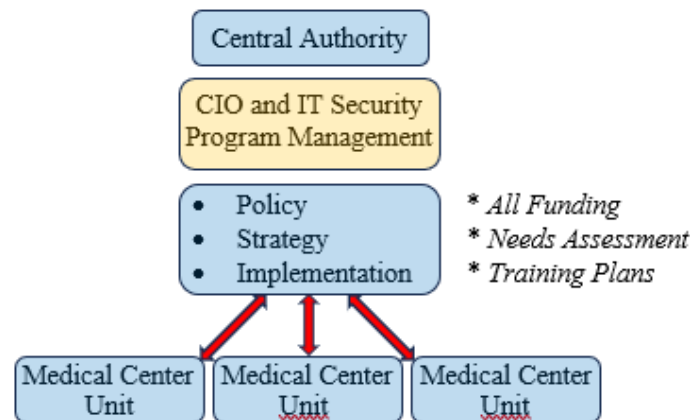 Central Authority
CIO and IT Security
Program Management
• Policy
• Strategy
• Implementation
* All Funding
* Needs Assessment
* Training Plans
Medical Center
Unit
Medical Center
Unit
Medical Center
Unit